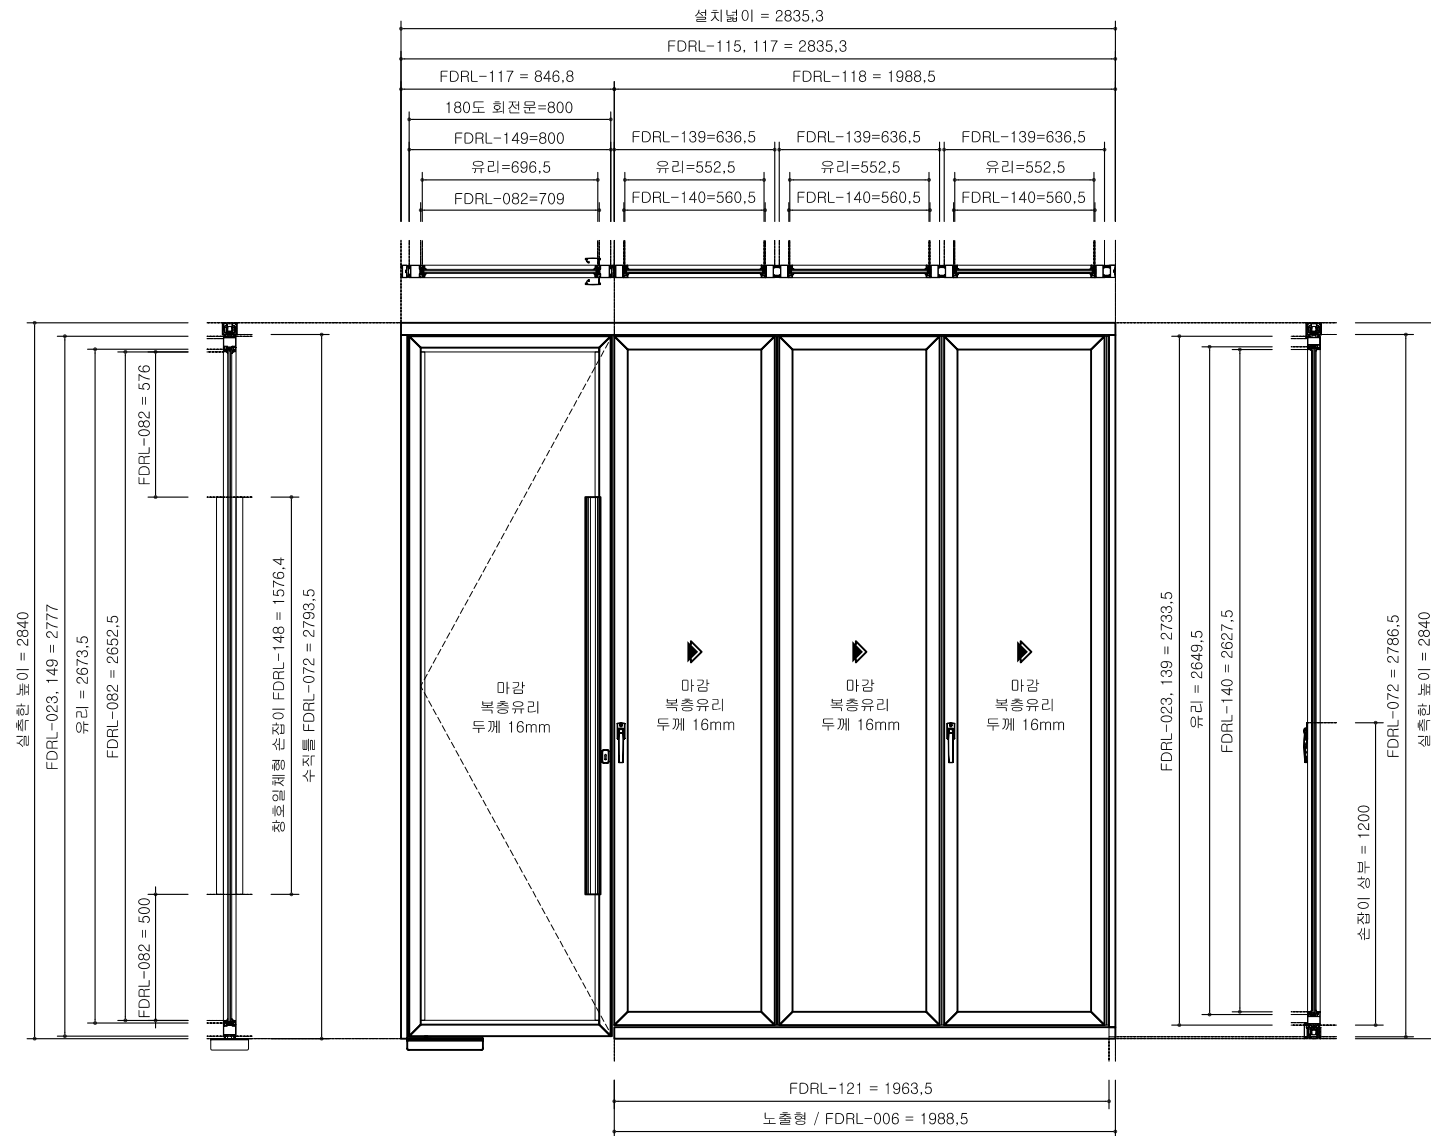 설치넓이 = 2835,3
FDRL-115, 117 = 2835,3
FDRL-117 = 846,8
FDRL-118 = 1988,5
180도 회전문=800
FDRL-149=800
FDRL-139=636,5
FDRL-139=636,5
FDRL-139=636,5
유리=696,5
유리=552,5
유리=552,5
유리=552,5
FDRL-082=709
FDRL-140=560,5
FDRL-140=560,5
FDRL-140=560,5
실측한 높이 = 2840
FDRL-023, 149 = 2777
유리 = 2673,5
FDRL-082 = 2652,5
FDRL-082 = 576
FDRL-082 = 500
창호일체형 손잡이 FDRL-148 = 1576,4
수직틀 FDRL-072 = 2793,5
마감
복층유리
두께 16mm
마감
복층유리
두께 16mm
마감
복층유리
두께 16mm
마감
복층유리
두께 16mm
FDRL-023, 139 = 2733,5
유리 = 2649,5
FDRL-140 = 2627,5
손잡이 상부 = 1200
FDRL-072 = 2786,5
실측한 높이 = 2840
FDRL-121 = 1963,5
노출형 / FDRL-006 = 1988,5